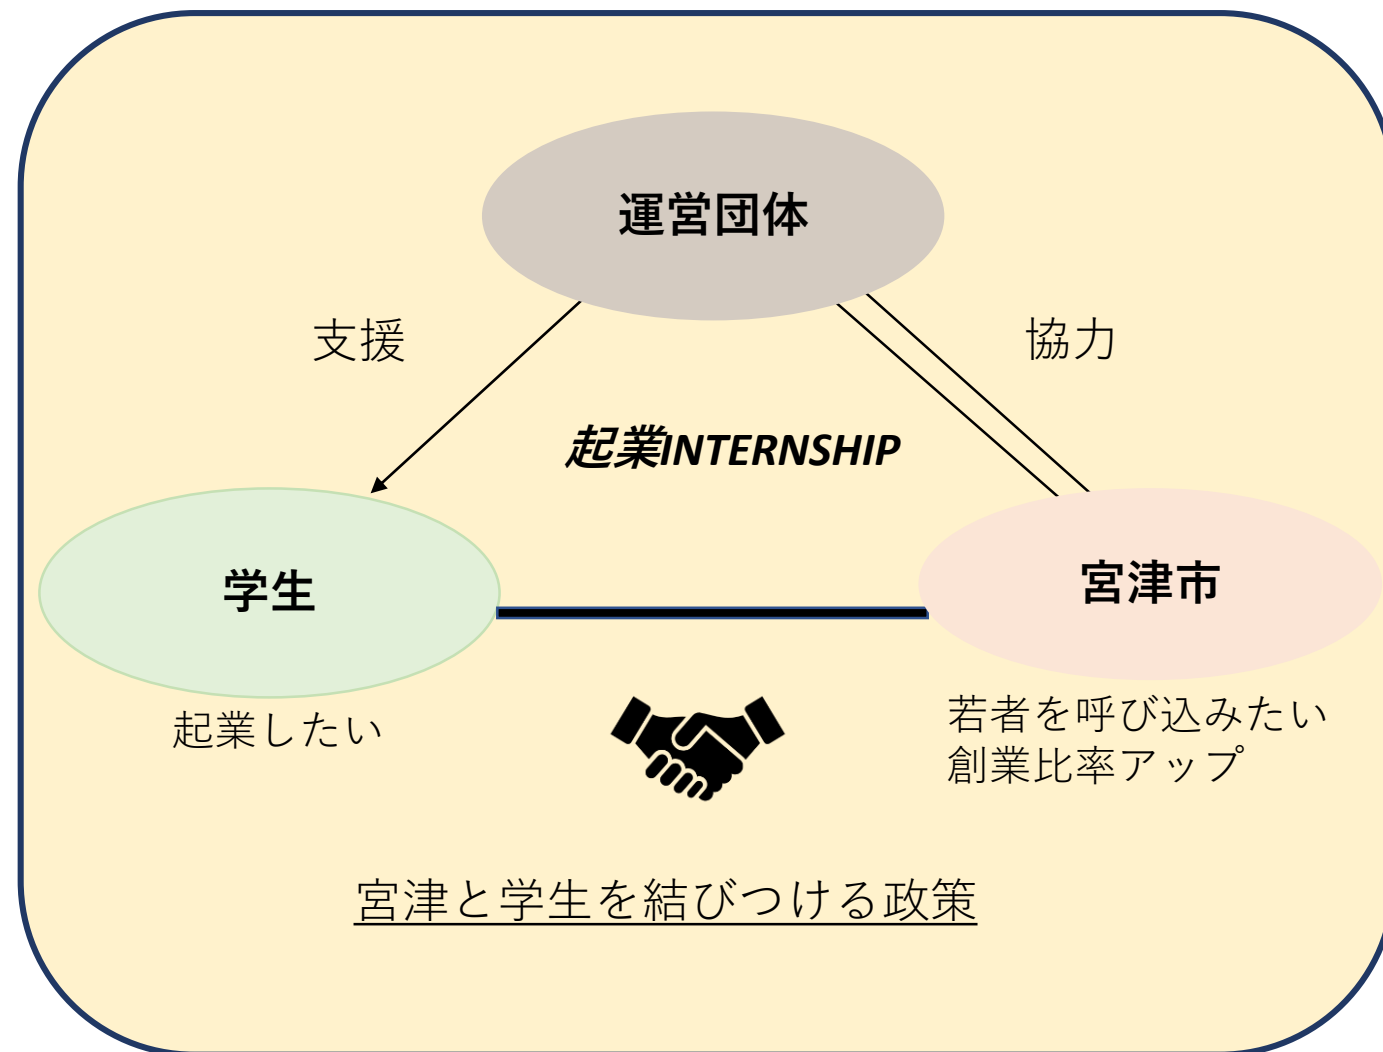 運営団体
支援
協力
起業INTERNSHIP
学生
宮津市
起業したい
若者を呼び込みたい
創業比率アップ
宮津と学生を結びつける政策